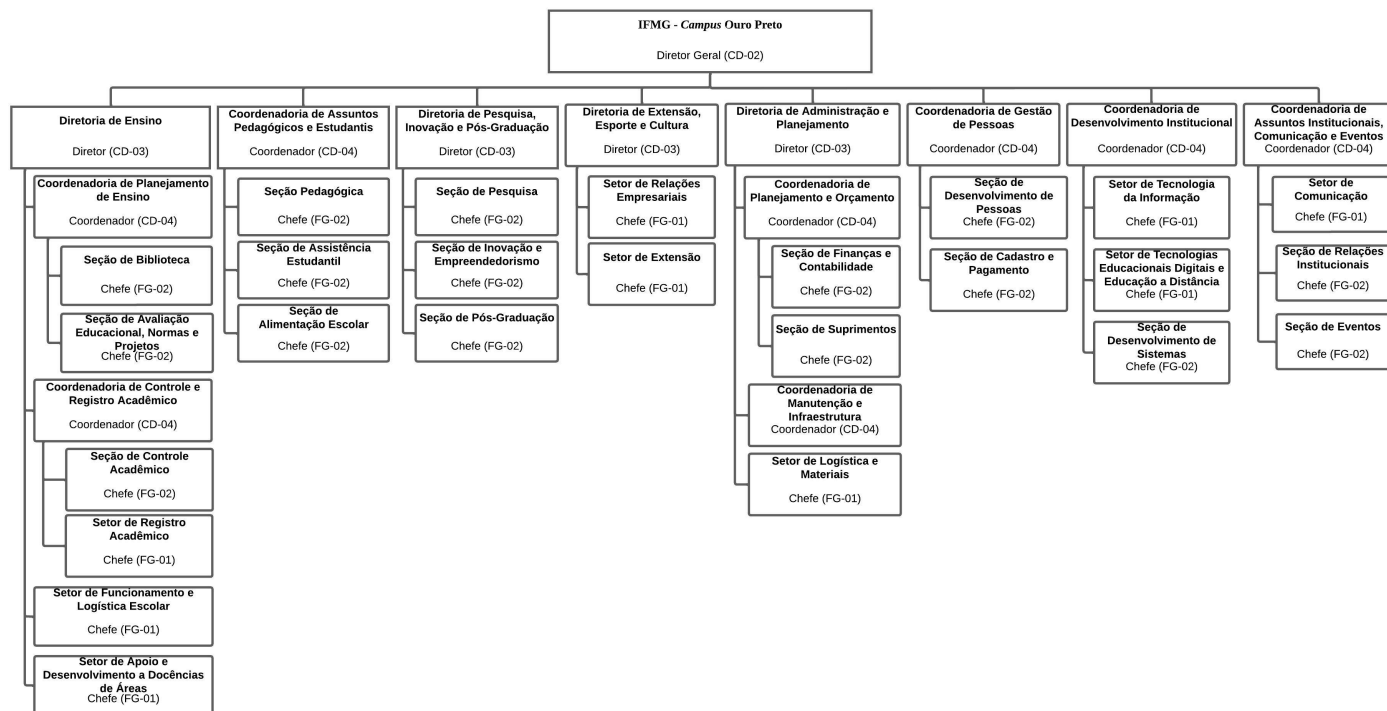 IFMG - Campus Ouro Preto
Diretor Geral (CD-02)
Diretoria de Ensino
Diretor (CD-03)
Coordenadoria de Planejamento
de Ensino
Coordenador (CD-04)
Seção de Biblioteca
Chefe (FG-02)
Seção de Avaliação
Educacional, Normas e
Projetos
Chefe (FG-02)
Coordenadoria de Controle e
Registro Acadêmico
Coordenador (CD-04)
Seção de Controle
Acadêmico
Chefe (FG-02)
Setor de Registro
Acadêmico
Chefe (FG-01)
Setor de Funcionamento e
Logística Escolar
Chefe (FG-01)
Setor de Apoio e
Desenvolvimento a Docências
de Áreas
Chefe (FG-01)
Coordenadoria de Assuntos
Pedagógicos e Estudantis
Coordenador (CD-04)
Seção Pedagógica
Chefe (FG-02)
Seção de Assistência
Estudantil
Chefe (FG-02)
Seção de
Alimentação Escolar
Chefe (FG-02)
Diretoria de Pesquisa,
Inovação e Pós-Graduação
Diretor (CD-03)
Seção de Pesquisa
Chefe (FG-02)
Seção de Inovação e
Empreendedorismo
Chefe (FG-02)
Seção de Pós-Graduação
Chefe (FG-02)
Diretoria de Extensão,
Esporte e Cultura
Diretor (CD-03)
Setor de Relações
Empresariais
Chefe (FG-01)
Setor de Extensão
Chefe (FG-01)
Diretoria de Administração e
Planejamento
Diretor (CD-03)
Coordenadoria de
Planejamento e Orçamento
Coordenador (CD-04)
Seção de Finanças e
Contabilidade
Chefe (FG-02)
Seção de Suprimentos
Chefe (FG-02)
Coordenadoria de
Manutenção e
Infraestrutura
Coordenador (CD-04)
Setor de Logística e
Materiais
Chefe (FG-01)
Coordenadoria de Gestão
de Pessoas
Coordenador (CD-04)
Seção de
Desenvolvimento de
Pessoas
Chefe (FG-02)
Seção de Cadastro e
Pagamento
Chefe (FG-02)
Coordenadoria de
Desenvolvimento Institucional
Coordenador (CD-04)
Setor de Tecnologia
da Informação
Chefe (FG-01)
Setor de Tecnologias
Educacionais Digitais e
Educação a Distância
Chefe (FG-01)
Seção de
Desenvolvimento de
Sistemas
Chefe (FG-02)
Coordenadoria de
Assuntos Institucionais,
Comunicação e Eventos
Coordenador (CD-04)
Setor de
Comunicação
Chefe (FG-01)
Seção de Relações
Institucionais
Chefe (FG-02)
Seção de Eventos
Chefe (FG-02)